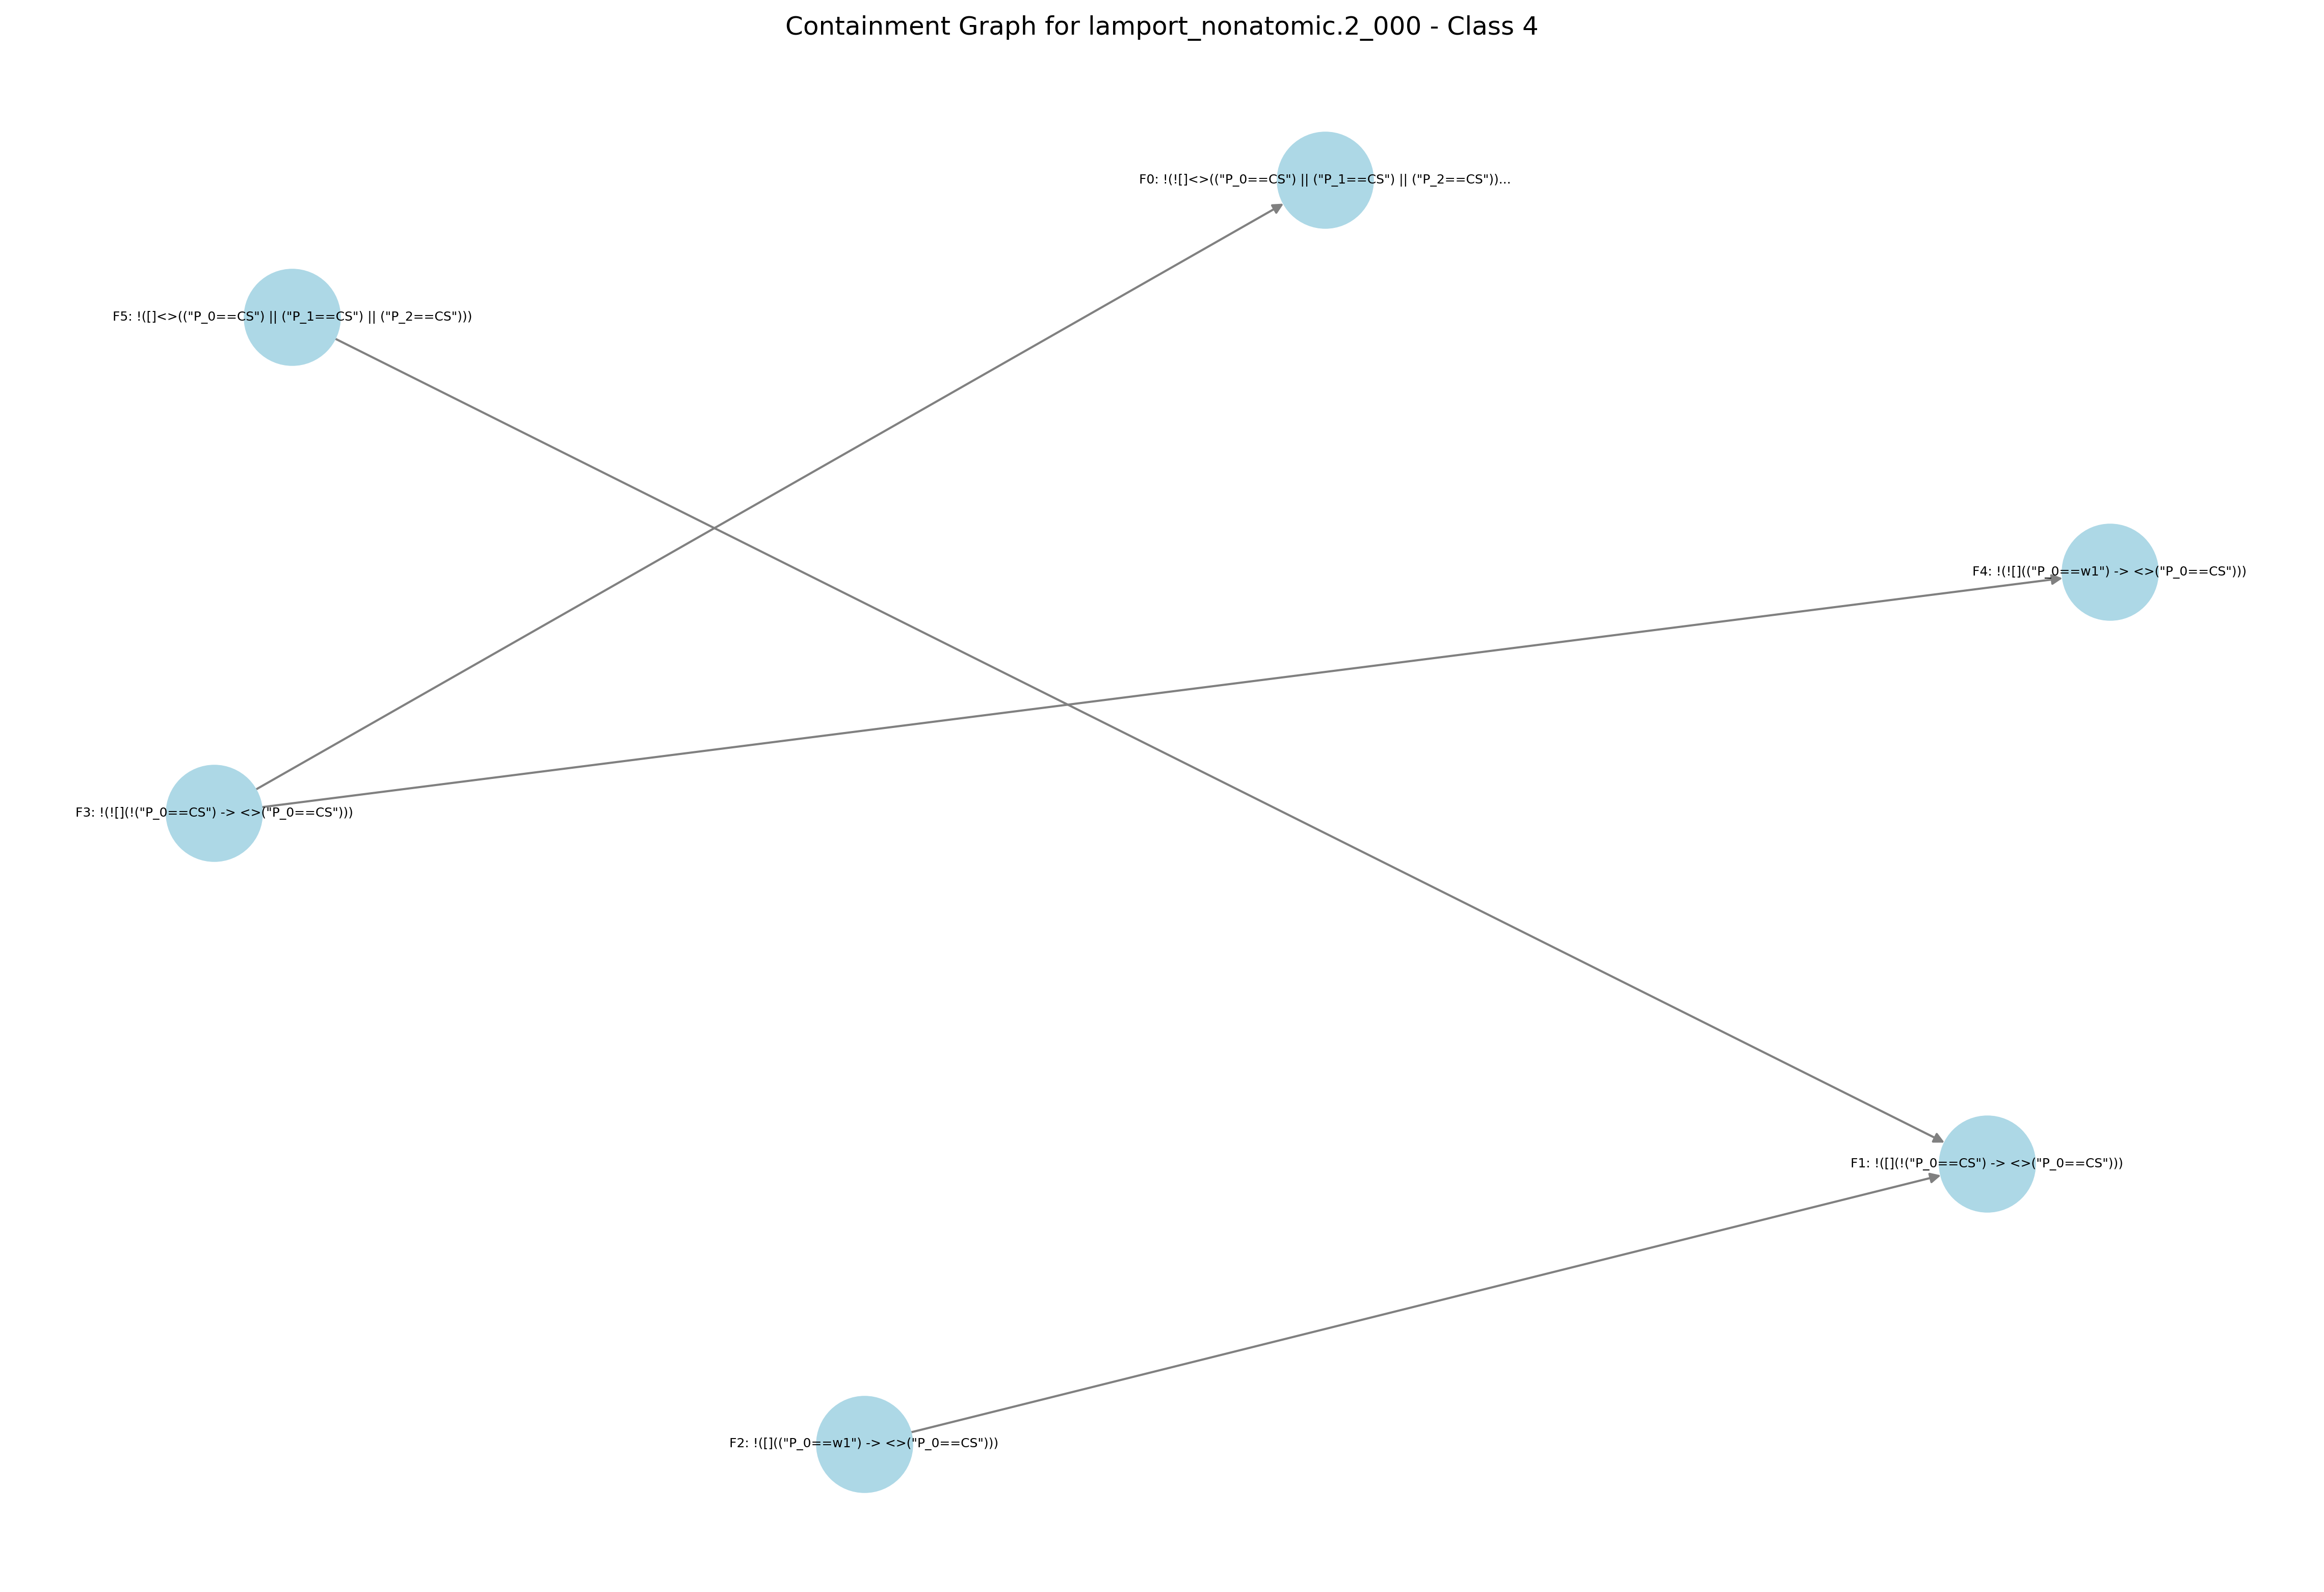 Containment Graph for lamport_nonatomic.2_000 - Class 4
F0: !(![]<>(("P_0==CS") || ("P_1==CS") || ("P_2==CS"))...
F5: !([]<>(("P_0==CS") || ("P_1==CS") || ("P_2==CS")))
F4: !(![](("P_0==w1") -> <>("P_0==CS")))
F3: !(![](!("P_0==CS") -> <>("P_0==CS")))
F1: !([](!("P_0==CS") -> <>("P_0==CS")))
F2: !([](("P_0==w1") -> <>("P_0==CS")))